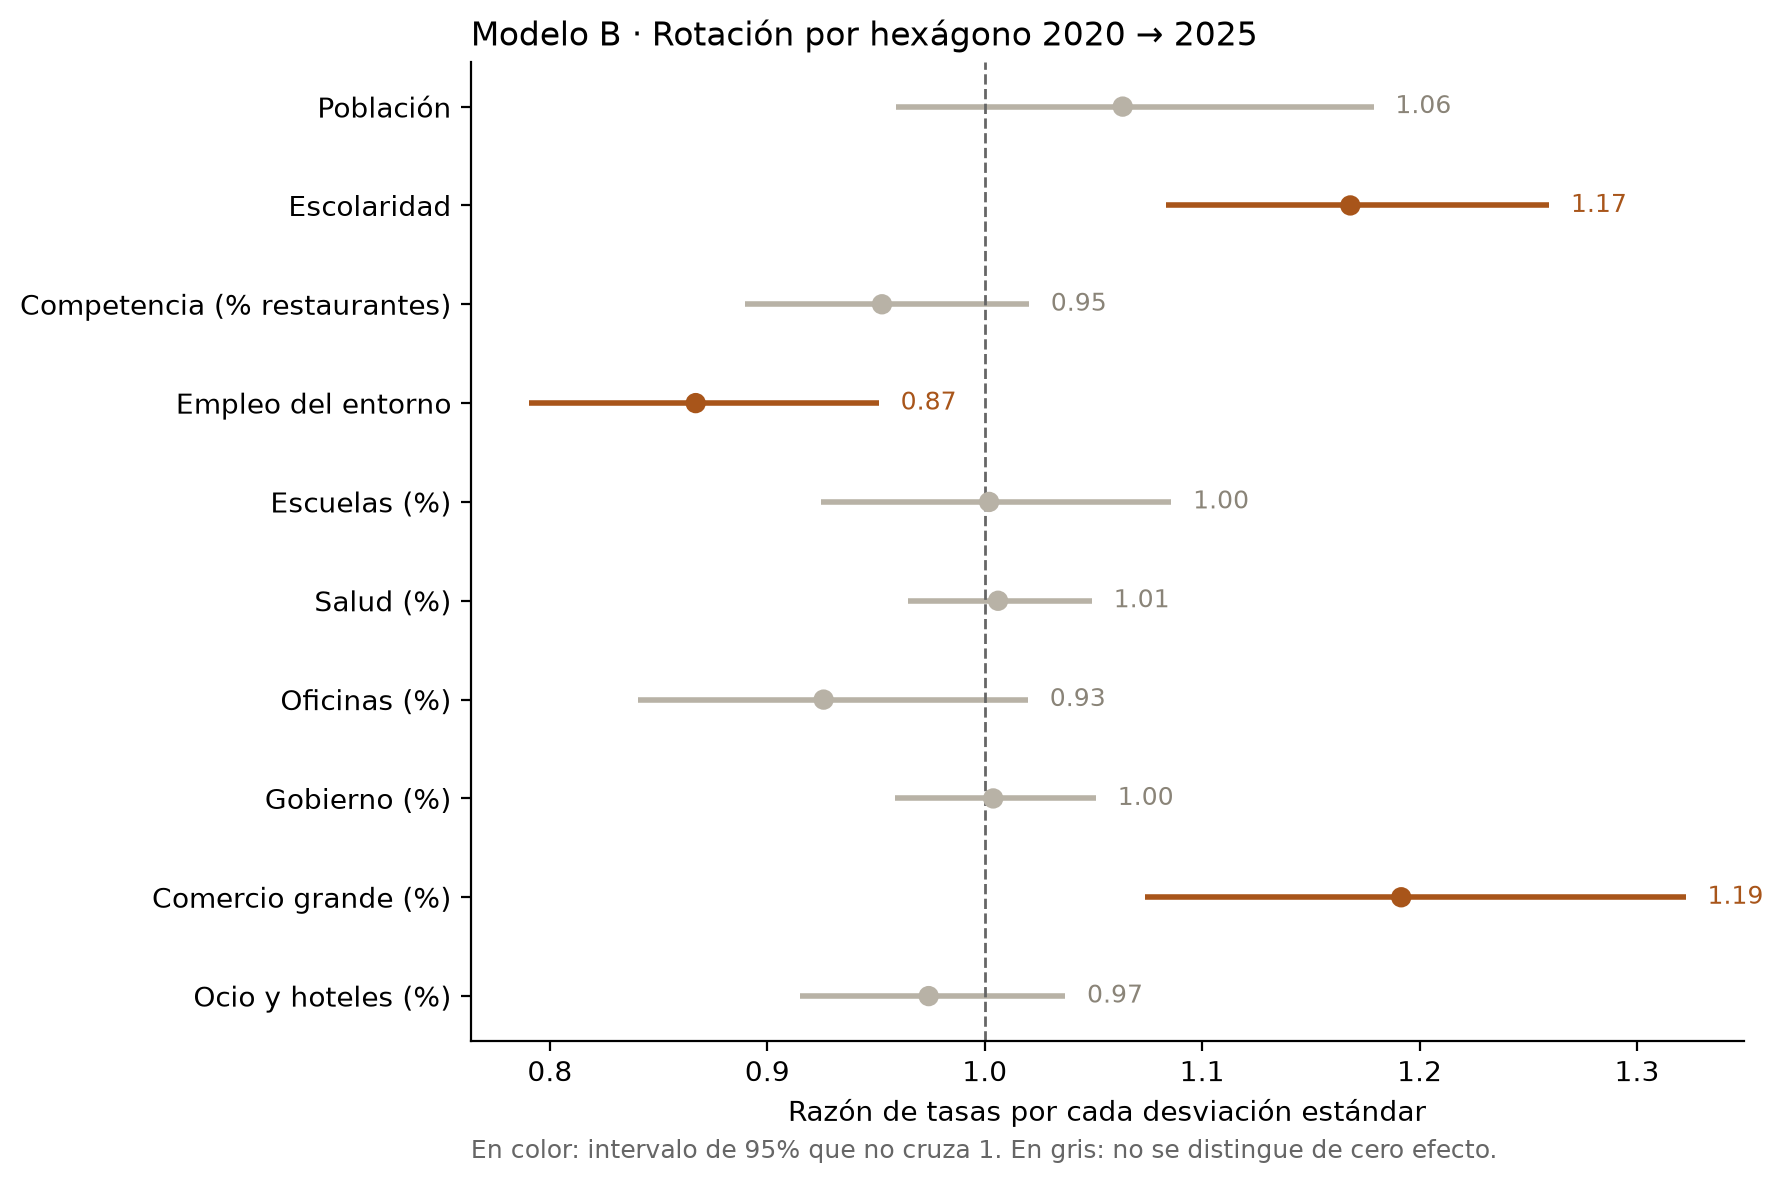 Modelo B · Rotación por hexágono 2020 → 2025
Población 1.06
Escolaridad 1.17
Competencia (% restaurantes) 0.95
Empleo del entorno 0.87
Escuelas (%) 1.00
Salud (%) 1.01
Oficinas (%) 0.93
Gobierno (%) 1.00
Comercio grande (%) 1.19
Ocio y hoteles (%) 0.97
0.8 0.9 1.0 1.1 1.2 1.3
Razón de tasas por cada desviación estándar
En color: intervalo de 95% que no cruza 1. En gris: no se distingue de cero efecto.